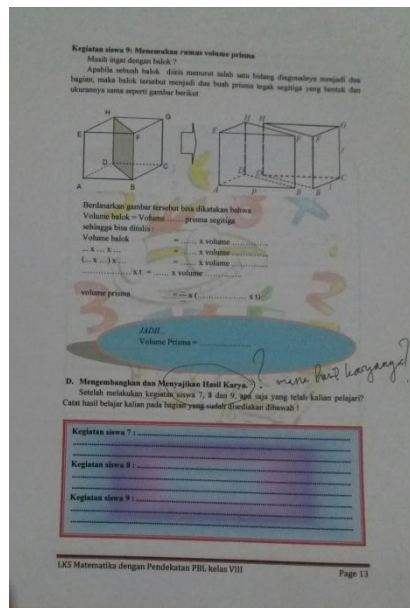 Kegiatan siswa 9: Menemukan rumus volume prisma
Masih ingat dengan balok ?
Apabila sebuah balok diiris menurut salah satu bidang diagonalnya menjadi dua
bagian, maka balok tersebut menjadi dua buah prisma tegak segitiga yang bentuk dan
ukurannya sama seperti gambar berikut
H G
E F
D C
A B
H H G
E F F
D D C
A P B B l
t
Berdasarkan gambar tersebut bisa dikatakan bahwa
Volume balok = Volume ...... prisma segitiga
sehingga bisa ditulis :
Volume balok = ...... x volume ............
... x ... x ... = ...... x volume ............
(... x ...) x ... = ...... x volume ............
.................. x t = ...... x volume ............
volume prisma = ... x (.................. x t)
JADI...
Volume Prisma = ..................
D. Mengembangkan dan Menyajikan Hasil Karya.
? mana hasil karyanya?
Setelah melakukan kegiatan siswa 7, 8 dan 9, apa saja yang telah kalian pelajari?
Catat hasil belajar kalian pada bagian yang sudah disediakan dibawah !
Kegiatan siswa 7 :
Kegiatan siswa 8 :
Kegiatan siswa 9 :
LKS Matematika dengan Pendekatan PBL kelas VIII
Page 13